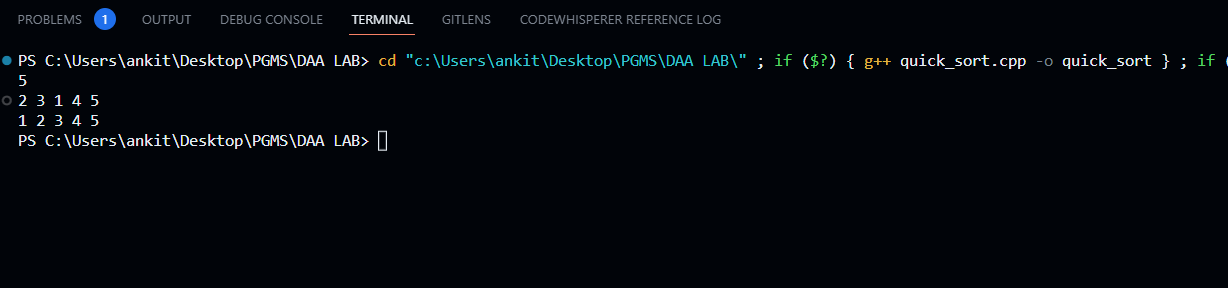 PROBLEMS 1 OUTPUT DEBUG CONSOLE TERMINAL GITLENS CODEWHISPERER REFERENCE LOG
PS C:\Users\ankit\Desktop\PGMS\DAA LAB> cd "c:\Users\ankit\Desktop\PGMS\DAA LAB\" ; if ($?) { g++ quick_sort.cpp -o quick_sort } ; if (
5
2 3 1 4 5
1 2 3 4 5
PS C:\Users\ankit\Desktop\PGMS\DAA LAB>